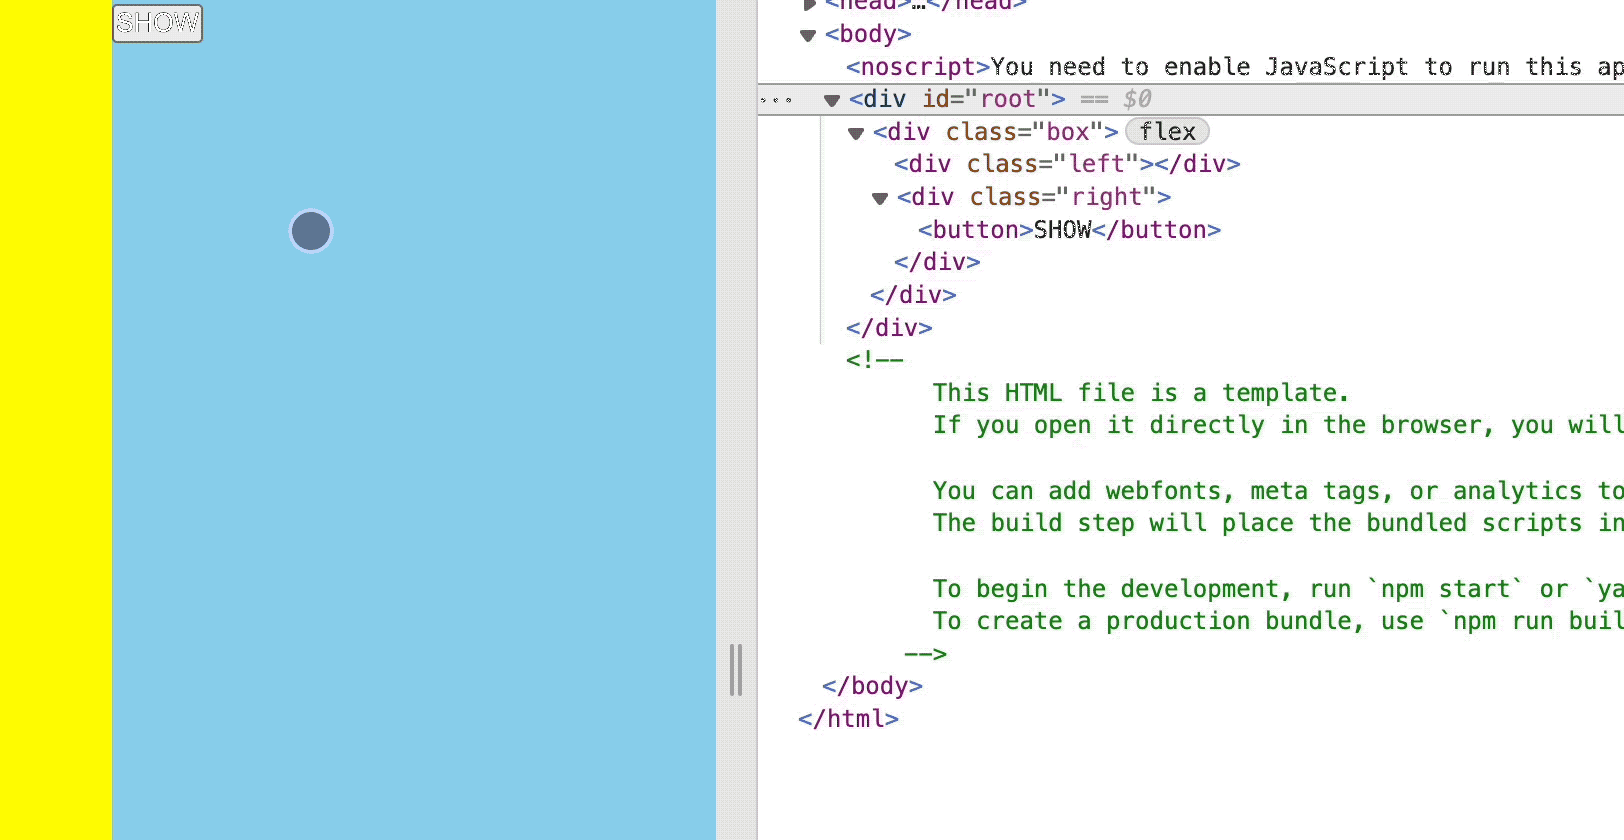 SHOW
<head>…</head>
<body>
<noscript>You need to enable JavaScript to run this ap
<div id="root"> == $0
<div class="box"> flex
<div class="left"></div>
<div class="right">
<button>SHOW</button>
</div>
</div>
</div>
<!--
This HTML file is a template.
If you open it directly in the browser, you will
You can add webfonts, meta tags, or analytics to
The build step will place the bundled scripts in
To begin the development, run `npm start` or `ya
To create a production bundle, use `npm run buil
-->
</body>
</html>